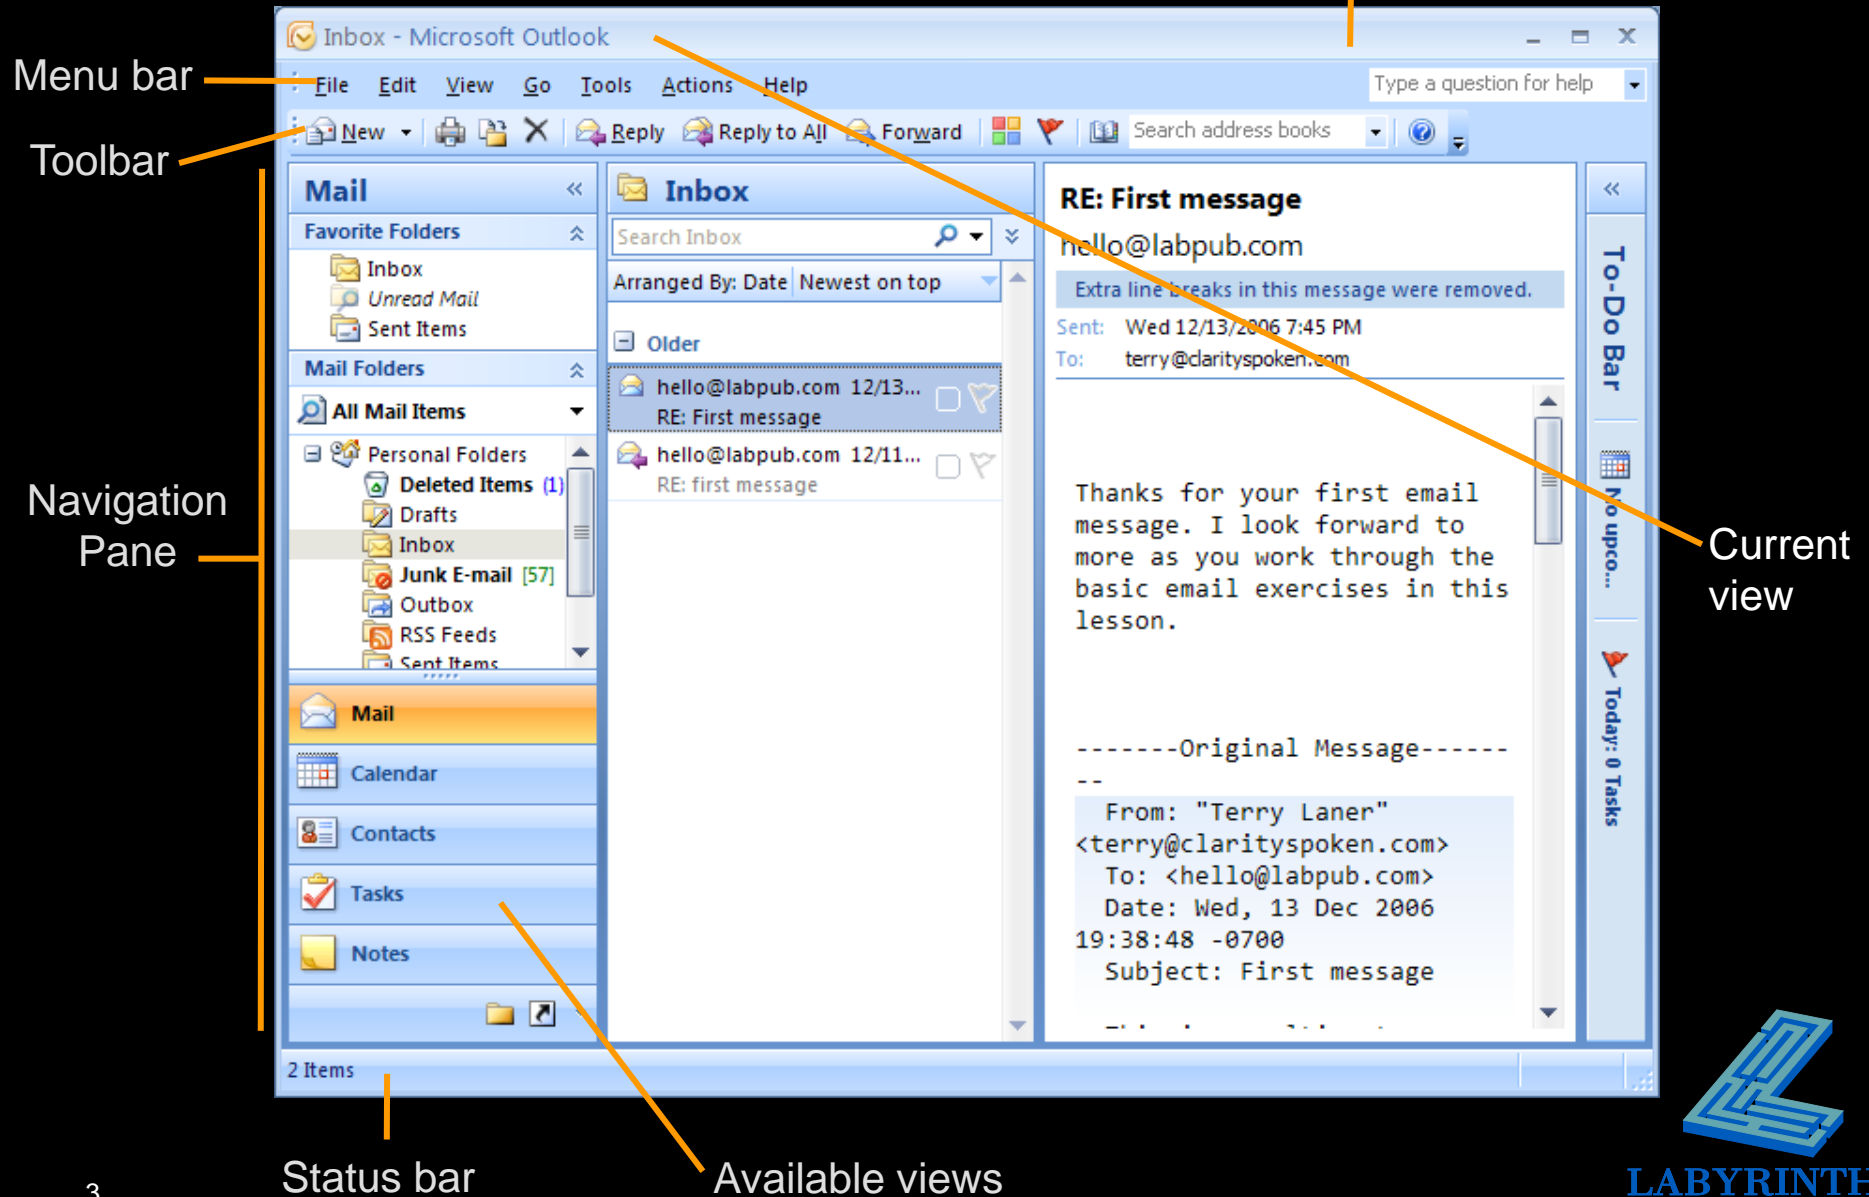 Inbox - Microsoft Outlook
Menu bar
File Edit View Go Tools Actions Help
Type a question for help
Toolbar
New Reply Reply to All Forward Search address books
Mail
Favorite Folders
Inbox
Unread Mail
Sent Items
Mail Folders
All Mail Items
Personal Folders
Deleted Items (1)
Drafts
Inbox
Junk E-mail [57]
Outbox
RSS Feeds
Sent Items
Navigation
Pane
Mail
Calendar
Contacts
Tasks
Notes
Inbox
Search Inbox
Arranged By: Date Newest on top
Older
hello@labpub.com 12/13...
RE: First message
hello@labpub.com 12/11...
RE: first message
RE: First message
hello@labpub.com
Extra line breaks in this message were removed.
Sent: Wed 12/13/2006 7:45 PM
To: terry@clarityspoken.com
Thanks for your first email
message. I look forward to
more as you work through the
basic email exercises in this
lesson.
-------Original Message------
--
From: "Terry Laner"
<terry@clarityspoken.com>
To: <hello@labpub.com>
Date: Wed, 13 Dec 2006
19:38:48 -0700
Subject: First message
To-Do Bar
No upco...
Today: 0 Tasks
Current
view
2 Items
Status bar
Available views
3
LABYRINTH